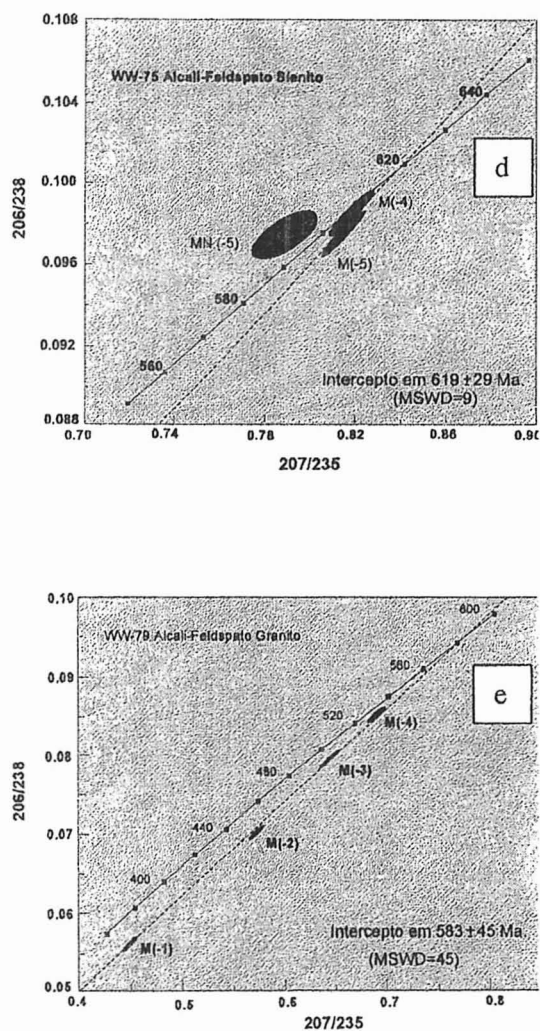 0.108
WW-75 Alcali-Feldspato Sienito
640
0.104
d
620
0.100
M(-4)
206/238
MN (-5)
M(-5)
0.096
580
0.092
560
Intercepto em 619 ±29 Ma.
(MSWD=9)
0.088
0.70 0.74 0.78 0.82 0.86 0.90
207/235
0.10
600
WW-79 Alcali-Feldspato Granito
560
0.09
e
520
M(-4)
0.08
480
M(-3)
206/238
440
0.07
M(-2)
400
0.06
M(-1)
Intercepto em 583 ±45 Ma.
(MSWD=45)
0.05
0.4 0.5 0.6 0.7 0.8
207/235